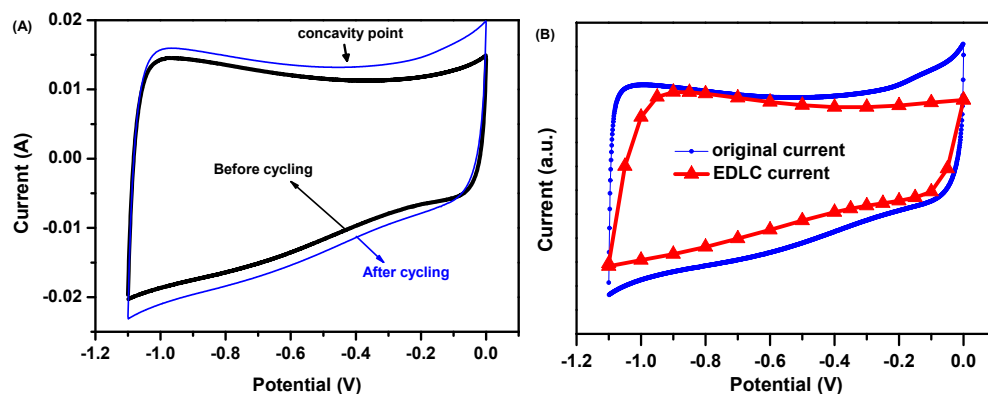 (A)
0.02
0.01
0.00
-0.01
-0.02
Current (A)
concavity point
Before cycling
After cycling
-1.2 -1.0 -0.8 -0.6 -0.4 -0.2 0.0
Potential (V)
(B)
Current (a.u.)
original current
EDLC current
-1.2 -1.0 -0.8 -0.6 -0.4 -0.2 0.0
Potential (V)